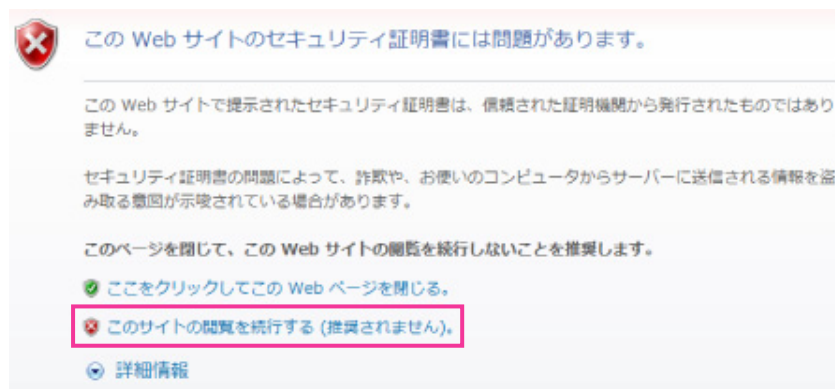 この Web サイトのセキュリティ証明書には問題があります。
この Web サイトで提示されたセキュリティ証明書は、信頼された証明機関から発行されたものではあり
ません。
セキュリティ証明書の問題によって、詐欺や、お使いのコンピュータからサーバーに送信される情報を盗
み取る意図が示唆されている場合があります。
このページを閉じて、この Web サイトの閲覧を続行しないことを推奨します。
ここをクリックしてこの Web ページを閉じる。
このサイトの閲覧を続行する (推奨されません)。
詳細情報